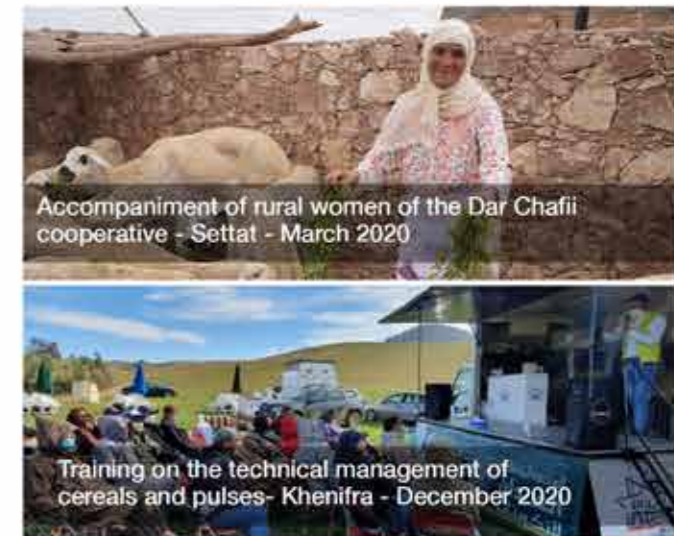 Accompaniment of rural women of the Dar Chafii
cooperative - Settat - March 2020
Training on the technical management of
cereals and pulses- Khenifra - December 2020